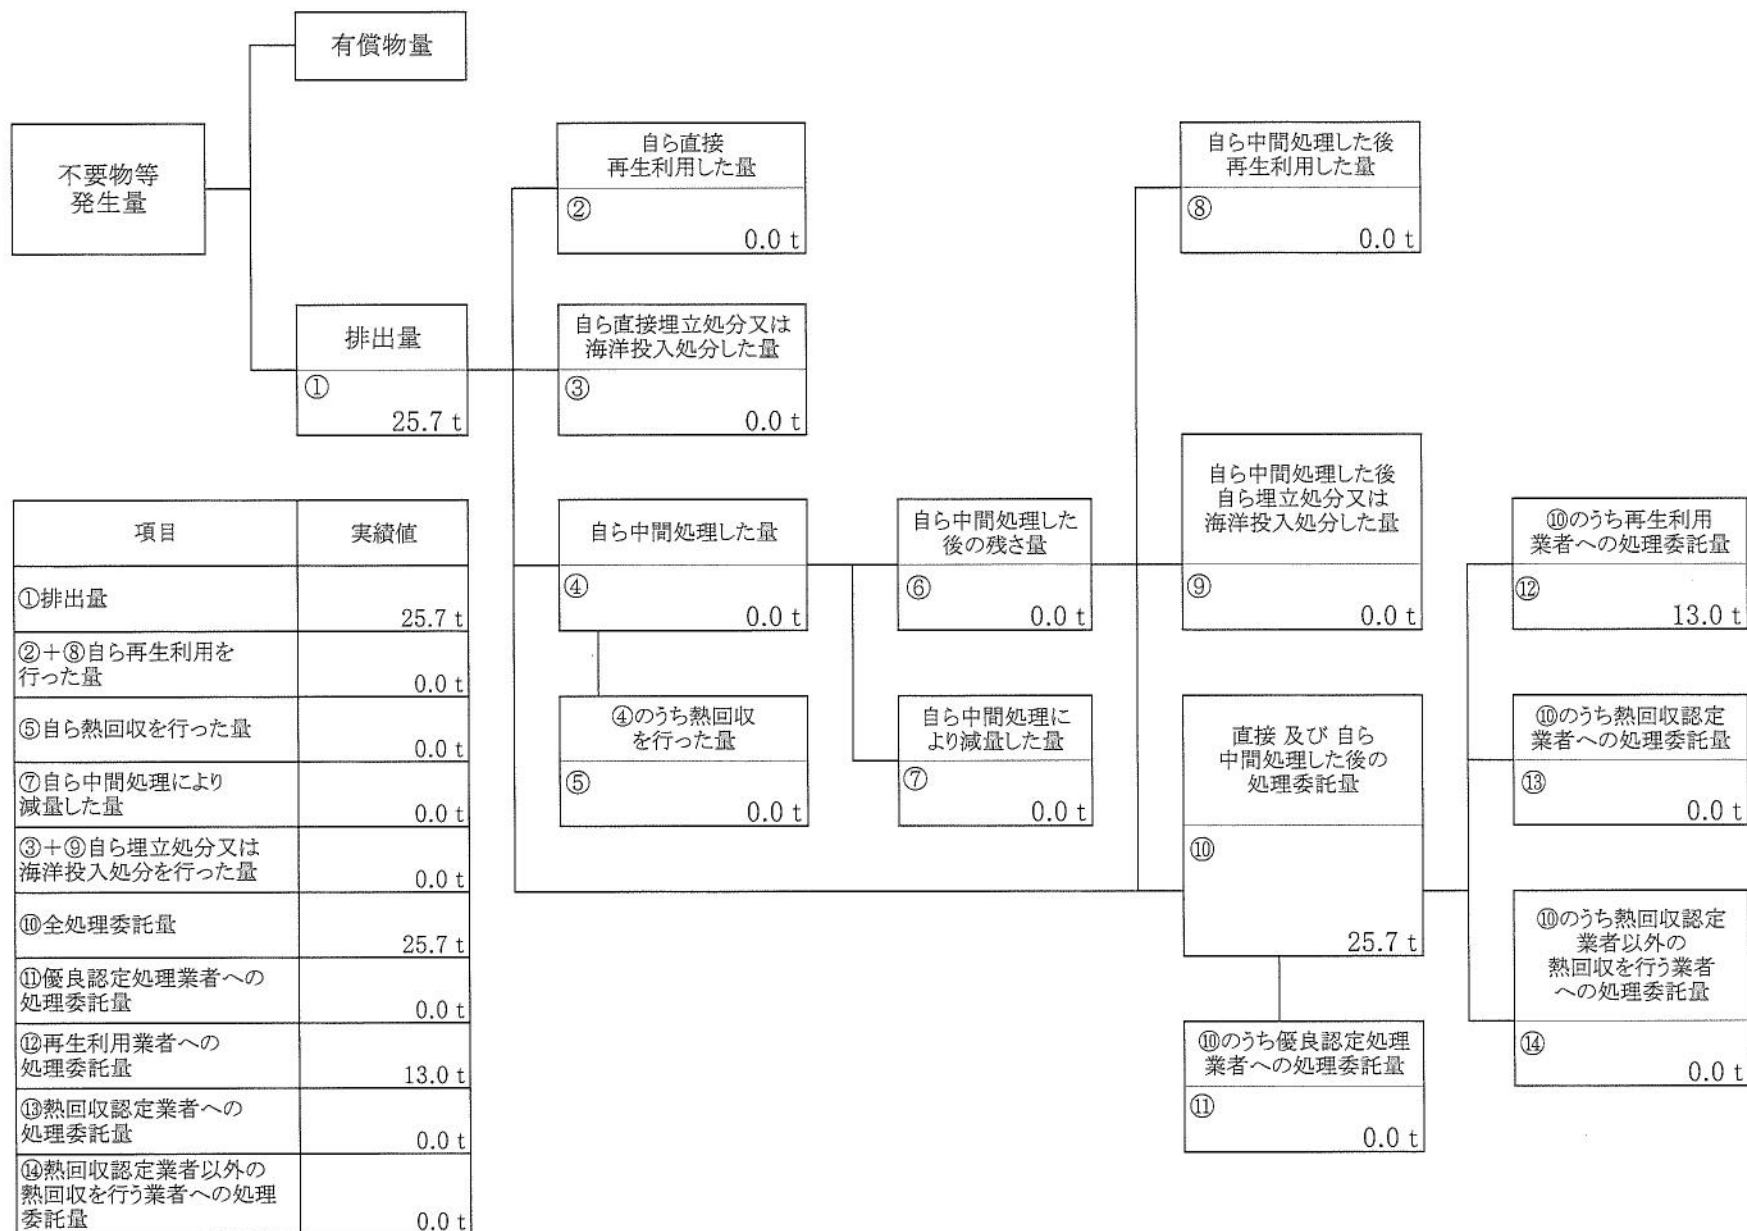 有償物量
不要物等
発生量
排出量
①
25.7 t
自ら直接
再生利用した量
②
0.0 t
自ら直接埋立処分又は
海洋投入処分した量
③
0.0 t
自ら中間処理した量
④
0.0 t
④のうち熱回収
を行った量
⑤
0.0 t
自ら中間処理した
後の残さ量
⑥
0.0 t
自ら中間処理に
より減量した量
⑦
0.0 t
自ら中間処理した後
再生利用した量
⑧
0.0 t
自ら中間処理した後
自ら埋立処分又は
海洋投入処分した量
⑨
0.0 t
直接 及び 自ら
中間処理した後の
処理委託量
⑩
25.7 t
⑩のうち優良認定処理
業者への処理委託量
⑪
0.0 t
⑩のうち再生利用
業者への処理委託量
⑫
13.0 t
⑩のうち熱回収認定
業者への処理委託量
⑬
0.0 t
⑩のうち熱回収認定
業者以外の
熱回収を行う業者
への処理委託量
⑭
0.0 t
項目 実績値
①排出量
25.7 t
②+⑧自ら再生利用を
行った量
0.0 t
⑤自ら熱回収を行った量
0.0 t
⑦自ら中間処理により
減量した量
0.0 t
③+⑨自ら埋立処分又は
海洋投入処分を行った量
0.0 t
⑩全処理委託量
25.7 t
⑪優良認定処理業者への
処理委託量
0.0 t
⑫再生利用業者への
処理委託量
13.0 t
⑬熱回収認定業者への
処理委託量
0.0 t
⑭熱回収認定業者以外の
熱回収を行う業者への処理
委託量
0.0 t